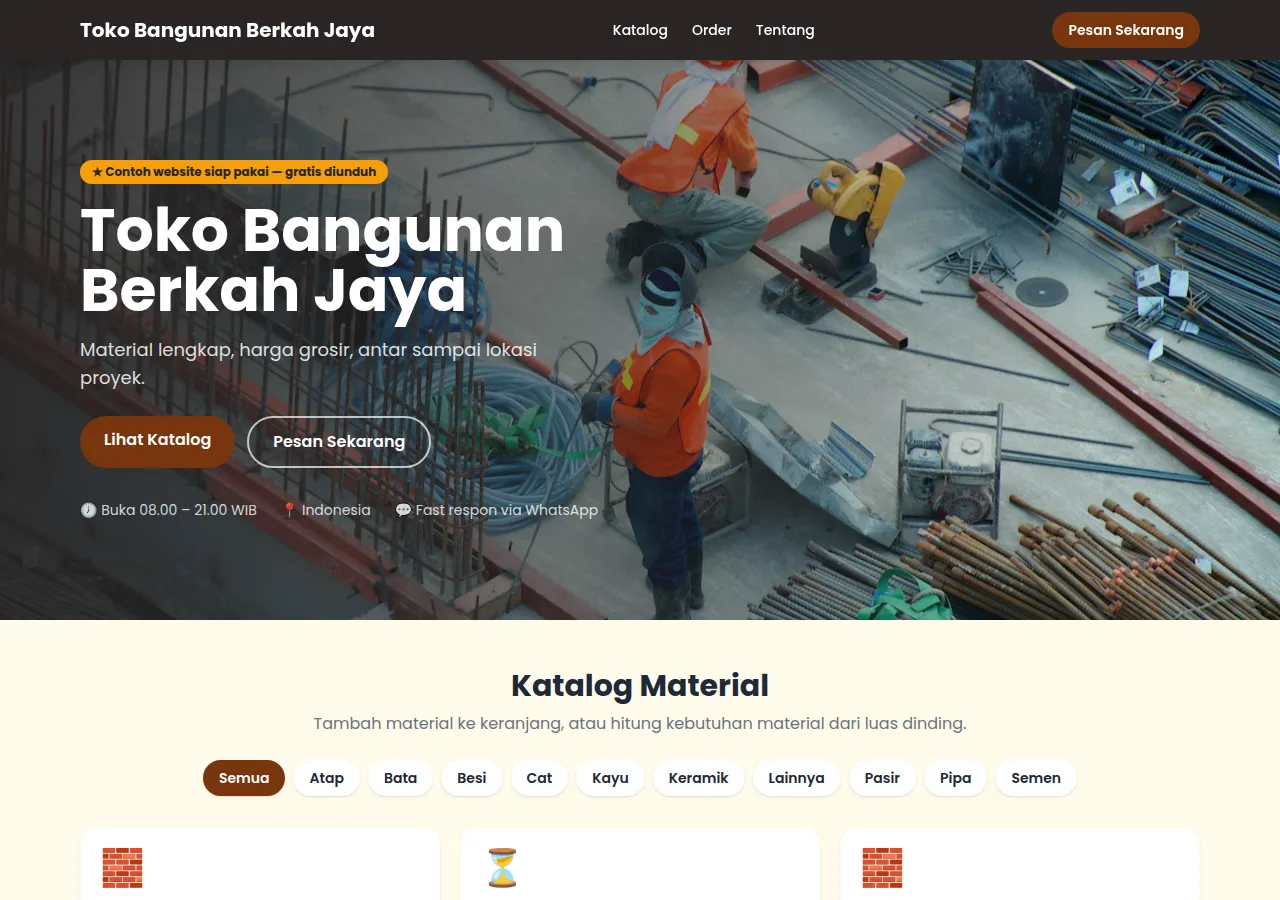 Toko Bangunan Berkah Jaya
Katalog
Order
Tentang
Pesan Sekarang
★ Contoh website siap pakai — gratis diunduh
Toko Bangunan
Berkah Jaya
Material lengkap, harga grosir, antar sampai lokasi
proyek.
Lihat Katalog
Pesan Sekarang
🕖 Buka 08.00 – 21.00 WIB
📍 Indonesia
💬 Fast respon via WhatsApp
Katalog Material
Tambah material ke keranjang, atau hitung kebutuhan material dari luas dinding.
Semua
Atap
Bata
Besi
Cat
Kayu
Keramik
Lainnya
Pasir
Pipa
Semen